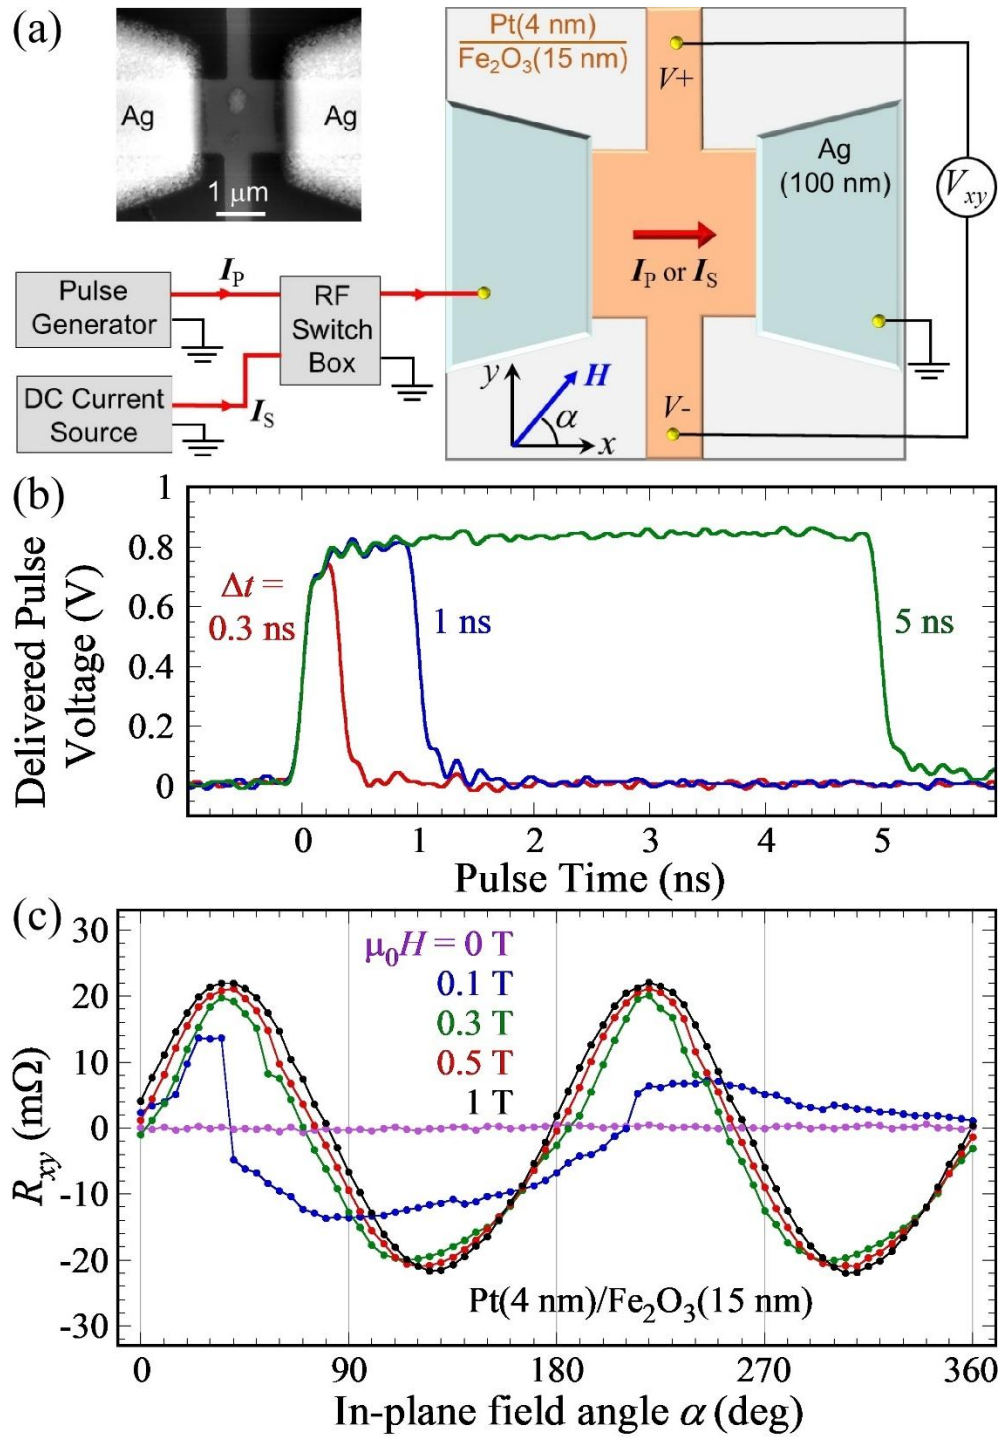 (a)
Ag
Ag
1 μm
Pt(4 nm)
Fe₂O₃(15 nm)
V+
Ag
(100 nm)
Vxy
IP or IS
IP
Pulse
Generator
RF
Switch
Box
DC Current
Source
IS
y
H
α
x
V-
(b)
Delivered Pulse
Voltage (V)
1
0.8
0.6
0.4
0.2
0
Δt =
0.3 ns
1 ns
5 ns
0 1 2 3 4 5
Pulse Time (ns)
(c)
Rxy (mΩ)
30
20
10
0
-10
-20
-30
μ₀H = 0 T
0.1 T
0.3 T
0.5 T
1 T
Pt(4 nm)/Fe₂O₃(15 nm)
0 90 180 270 360
In-plane field angle α (deg)